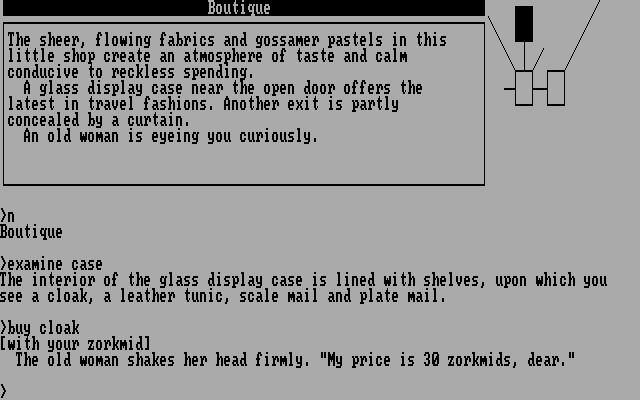 Boutique
The sheer, flowing fabrics and gossamer pastels in this
little shop create an atmosphere of taste and calm
conducive to reckless spending.
A glass display case near the open door offers the
latest in travel fashions. Another exit is partly
concealed by a curtain.
An old woman is eyeing you curiously.
>n
Boutique
>examine case
The interior of the glass display case is lined with shelves, upon which you
see a cloak, a leather tunic, scale mail and plate mail.
>buy cloak
[with your zorkmid]
The old woman shakes her head firmly. "My price is 30 zorkmids, dear."
>